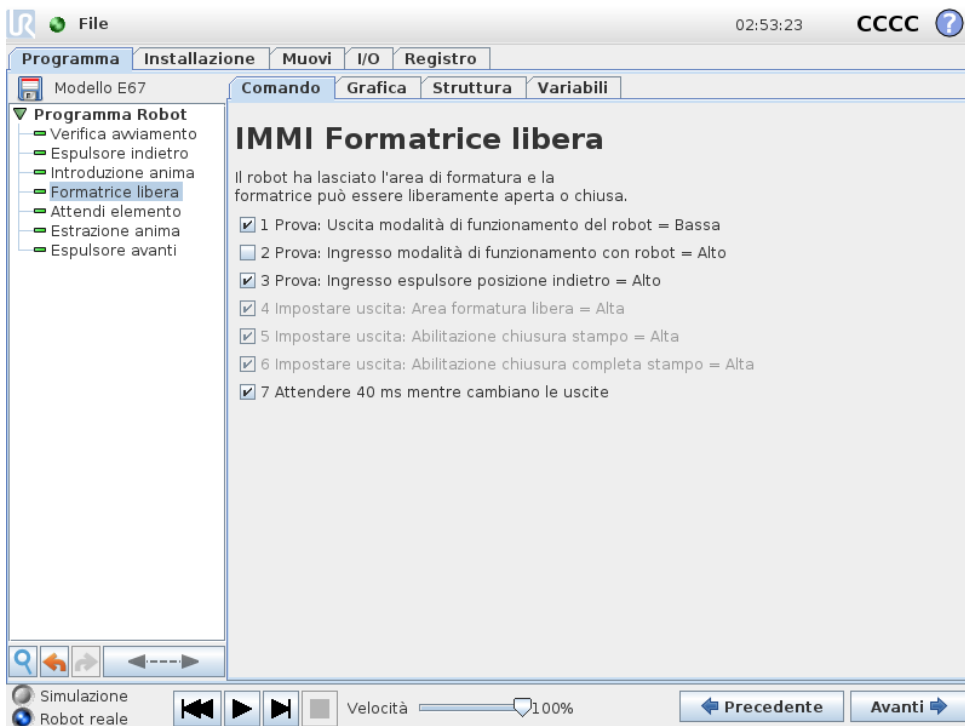 UR File 02:53:23 CCCC ?
Programma Installazione Muovi I/O Registro
Modello E67
Comando Grafica Struttura Variabili
Programma Robot
Verifica avviamento
Espulsore indietro
Introduzione anima
Formatrice libera
Attendi elemento
Estrazione anima
Espulsore avanti
IMMI Formatrice libera
Il robot ha lasciato l'area di formatura e la
formatrice può essere liberamente aperta o chiusa.
1 Prova: Uscita modalità di funzionamento del robot = Bassa
2 Prova: Ingresso modalità di funzionamento con robot = Alto
3 Prova: Ingresso espulsore posizione indietro = Alto
4 Impostare uscita: Area formatura libera = Alta
5 Impostare uscita: Abilitazione chiusura stampo = Alta
6 Impostare uscita: Abilitazione chiusura completa stampo = Alta
7 Attendere 40 ms mentre cambiano le uscite
Simulazione
Robot reale
Velocità 100%
Precedente Avanti